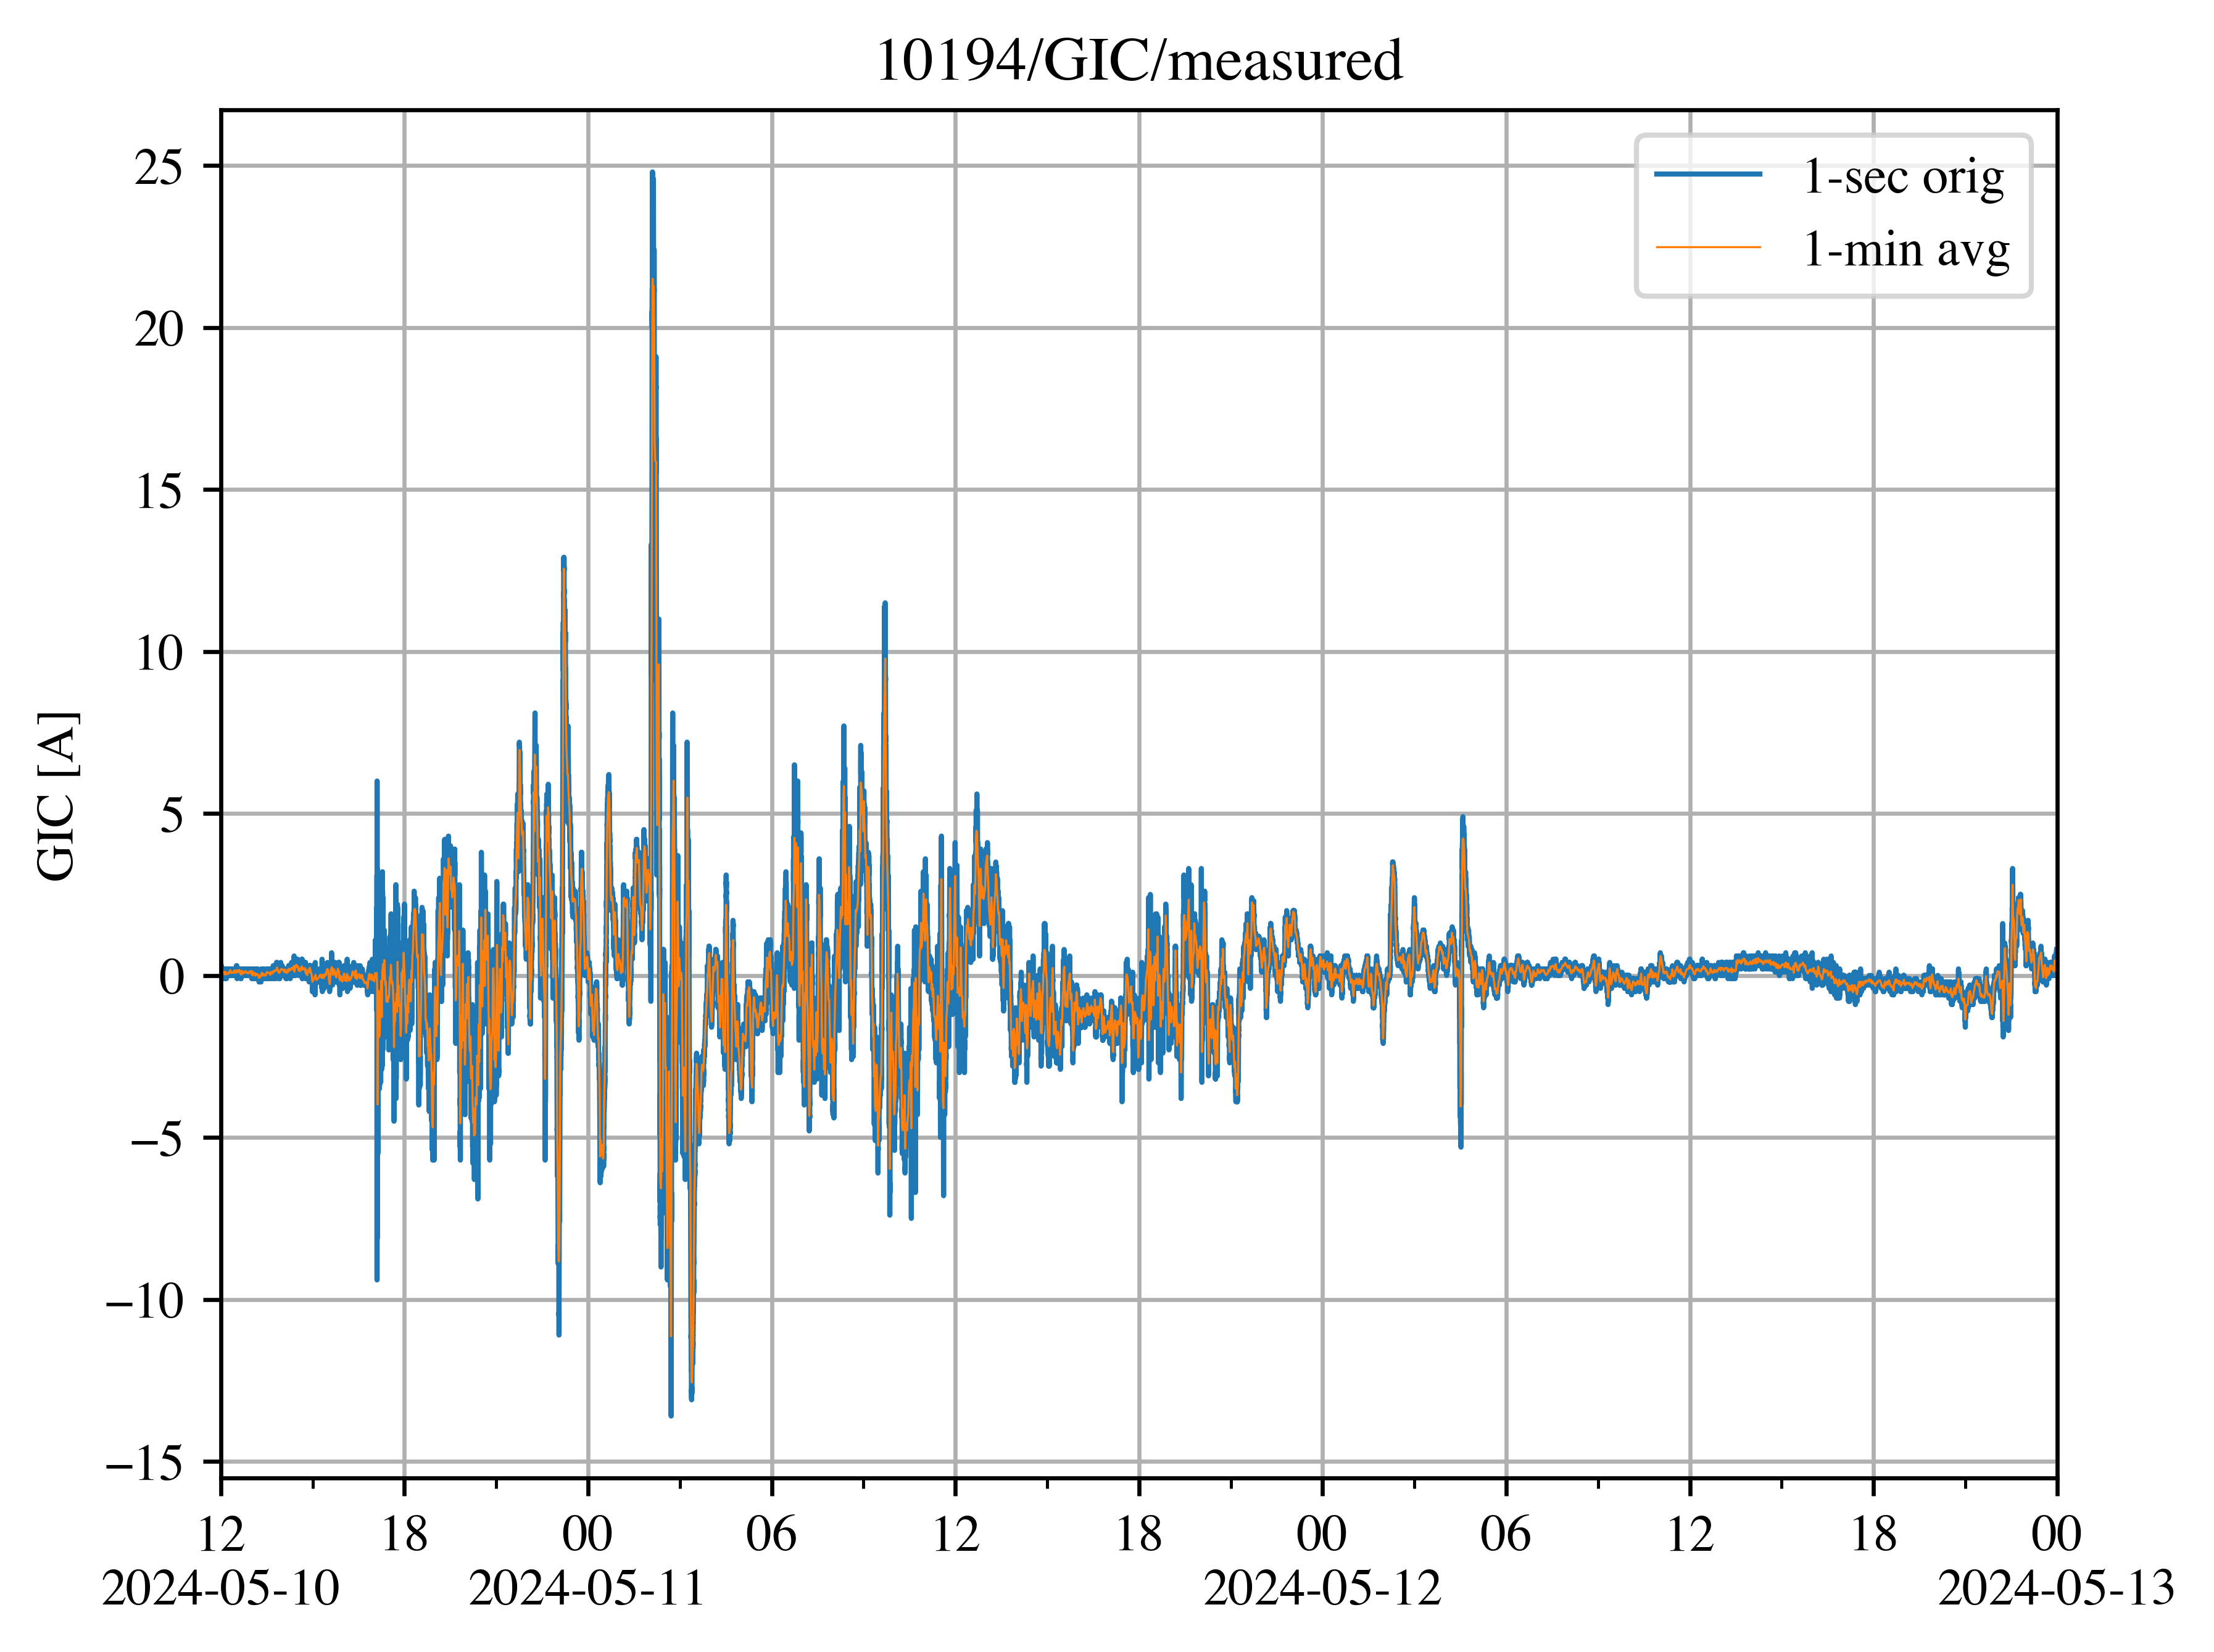 10194/GIC/measured
25
20
15
10
5
0
−5
−10
−15
GIC [A]
1-sec orig
1-min avg
12 18 00 06 12 18 00 06 12 18 00
2024-05-10 2024-05-11 2024-05-12 2024-05-13